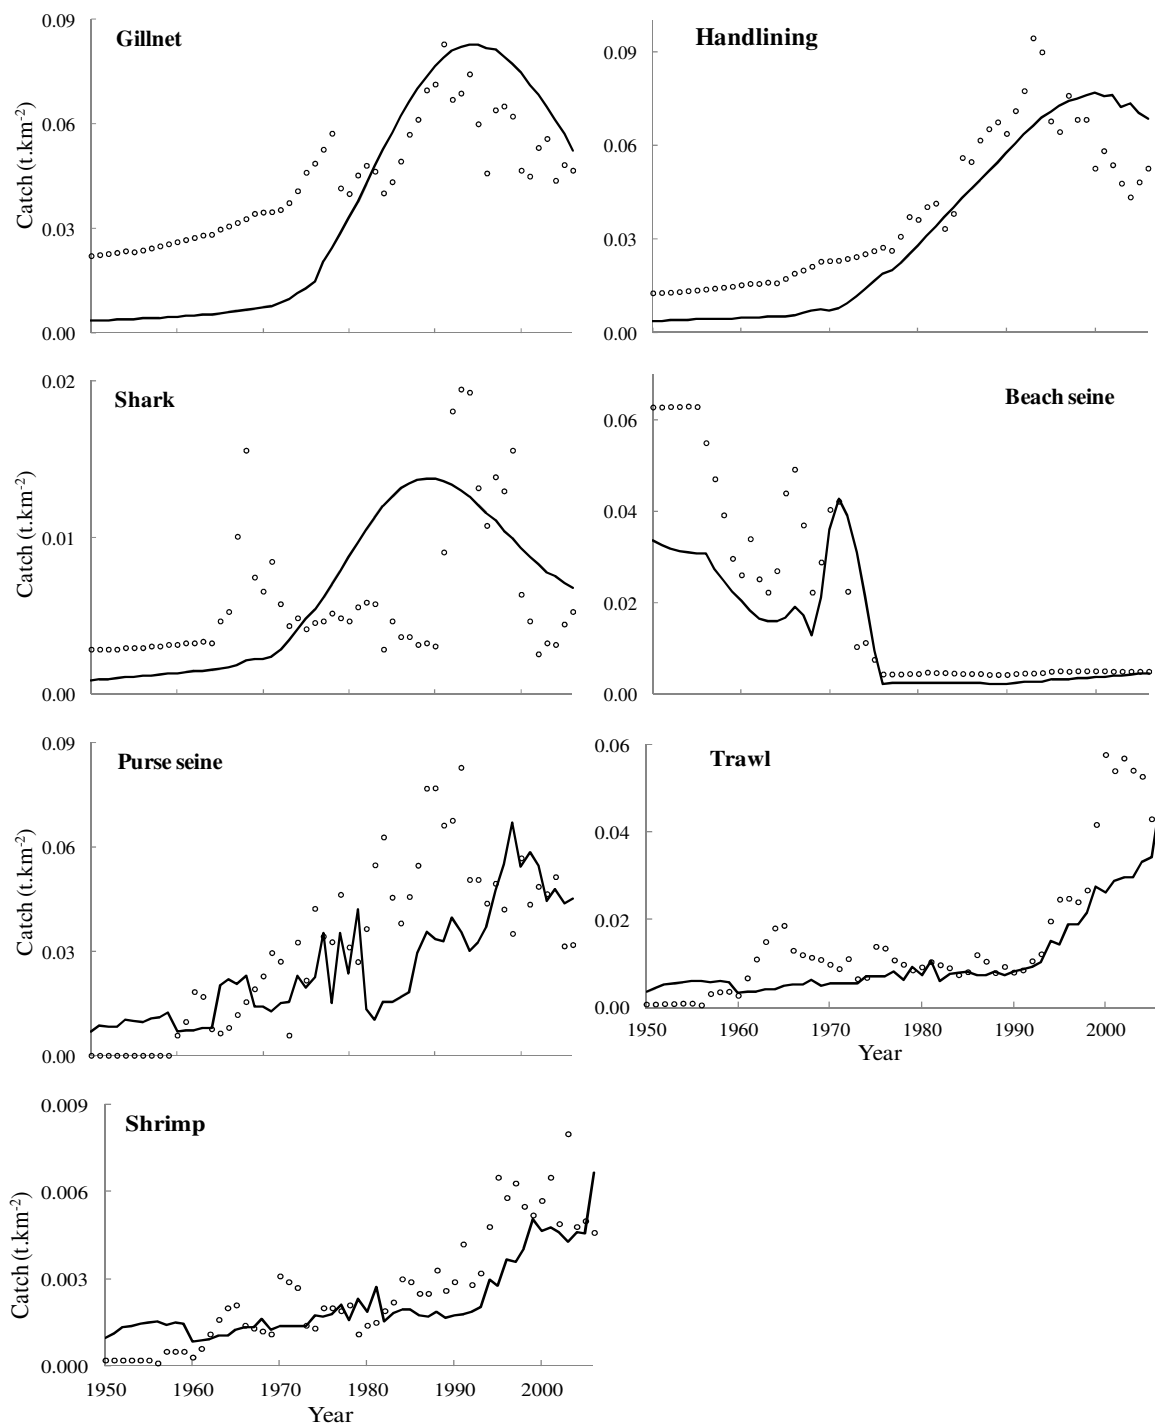 Gillnet
Catch (t.km-2)
0.09
0.06
0.03
0.00
Handlining
0.09
0.06
0.03
0.00
Shark
Catch (t.km-2)
0.02
0.01
0.00
Beach seine
0.06
0.04
0.02
0.00
Purse seine
Catch (t.km-2)
0.09
0.06
0.03
0.00
Trawl
0.06
0.04
0.02
0.00
1950 1960 1970 1980 1990 2000
Year
Shrimp
Catch (t.km-2)
0.009
0.006
0.003
0.000
1950 1960 1970 1980 1990 2000
Year